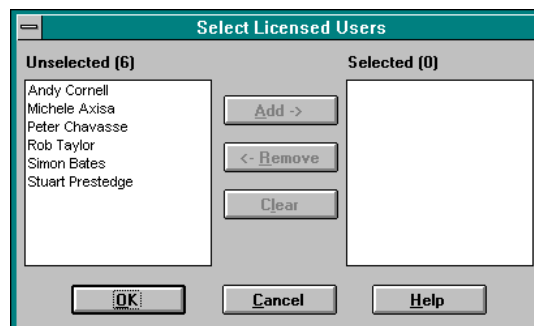 Select Licensed Users
Unselected (6)
Selected (0)
Andy Cornell
Michele Axisa
Peter Chavasse
Rob Taylor
Simon Bates
Stuart Prestedge
Add ->
<- Remove
Clear
OK
Cancel
Help